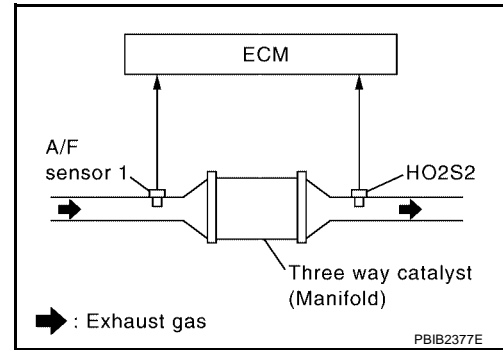 ECM
A/F
sensor 1
HO2S2
Three way catalyst
(Manifold)
: Exhaust gas
PBIB2377E